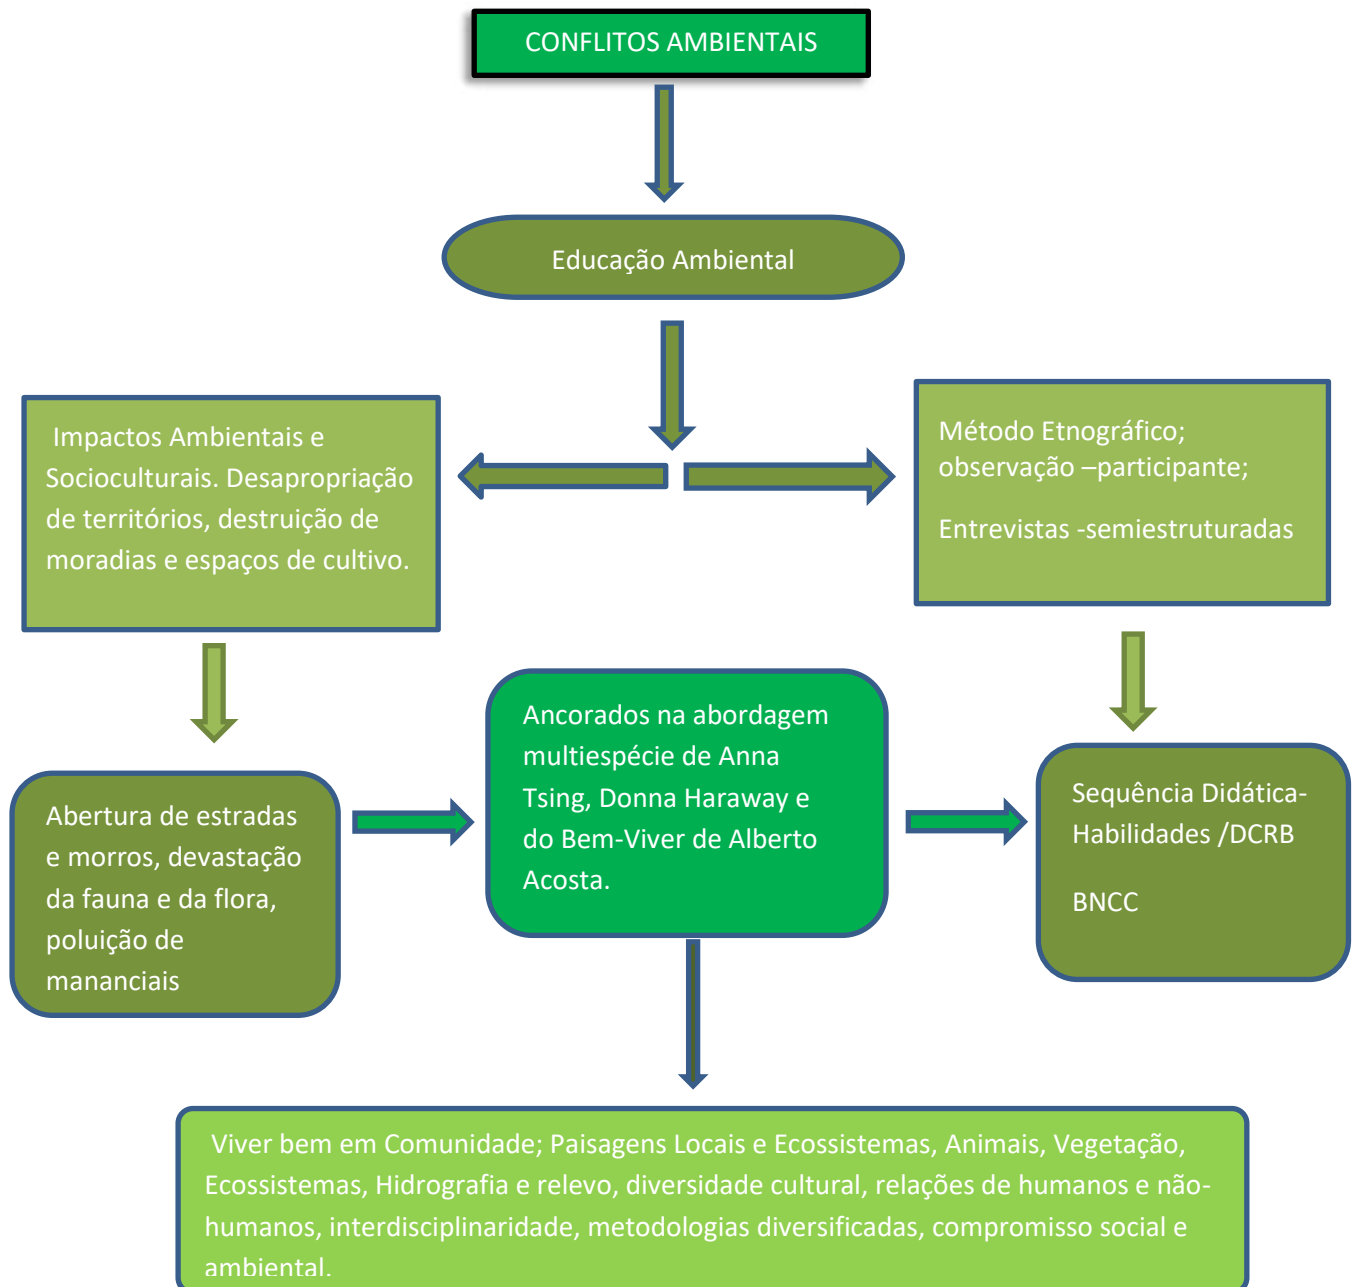 CONFLITOS AMBIENTAIS
Educação Ambiental
Impactos Ambientais e
Socioculturais. Desapropriação
de territórios, destruição de
moradias e espaços de cultivo.
Método Etnográfico;
observação –participante;
Entrevistas -semiestruturadas
Abertura de estradas
e morros, devastação
da fauna e da flora,
poluição de
mananciais
Ancorados na abordagem
multiespécie de Anna
Tsing, Donna Haraway e
do Bem-Viver de Alberto
Acosta.
Sequência Didática-
Habilidades /DCRB
BNCC
Viver bem em Comunidade; Paisagens Locais e Ecossistemas, Animais, Vegetação,
Ecossistemas, Hidrografia e relevo, diversidade cultural, relações de humanos e não-
humanos, interdisciplinaridade, metodologias diversificadas, compromisso social e
ambiental.